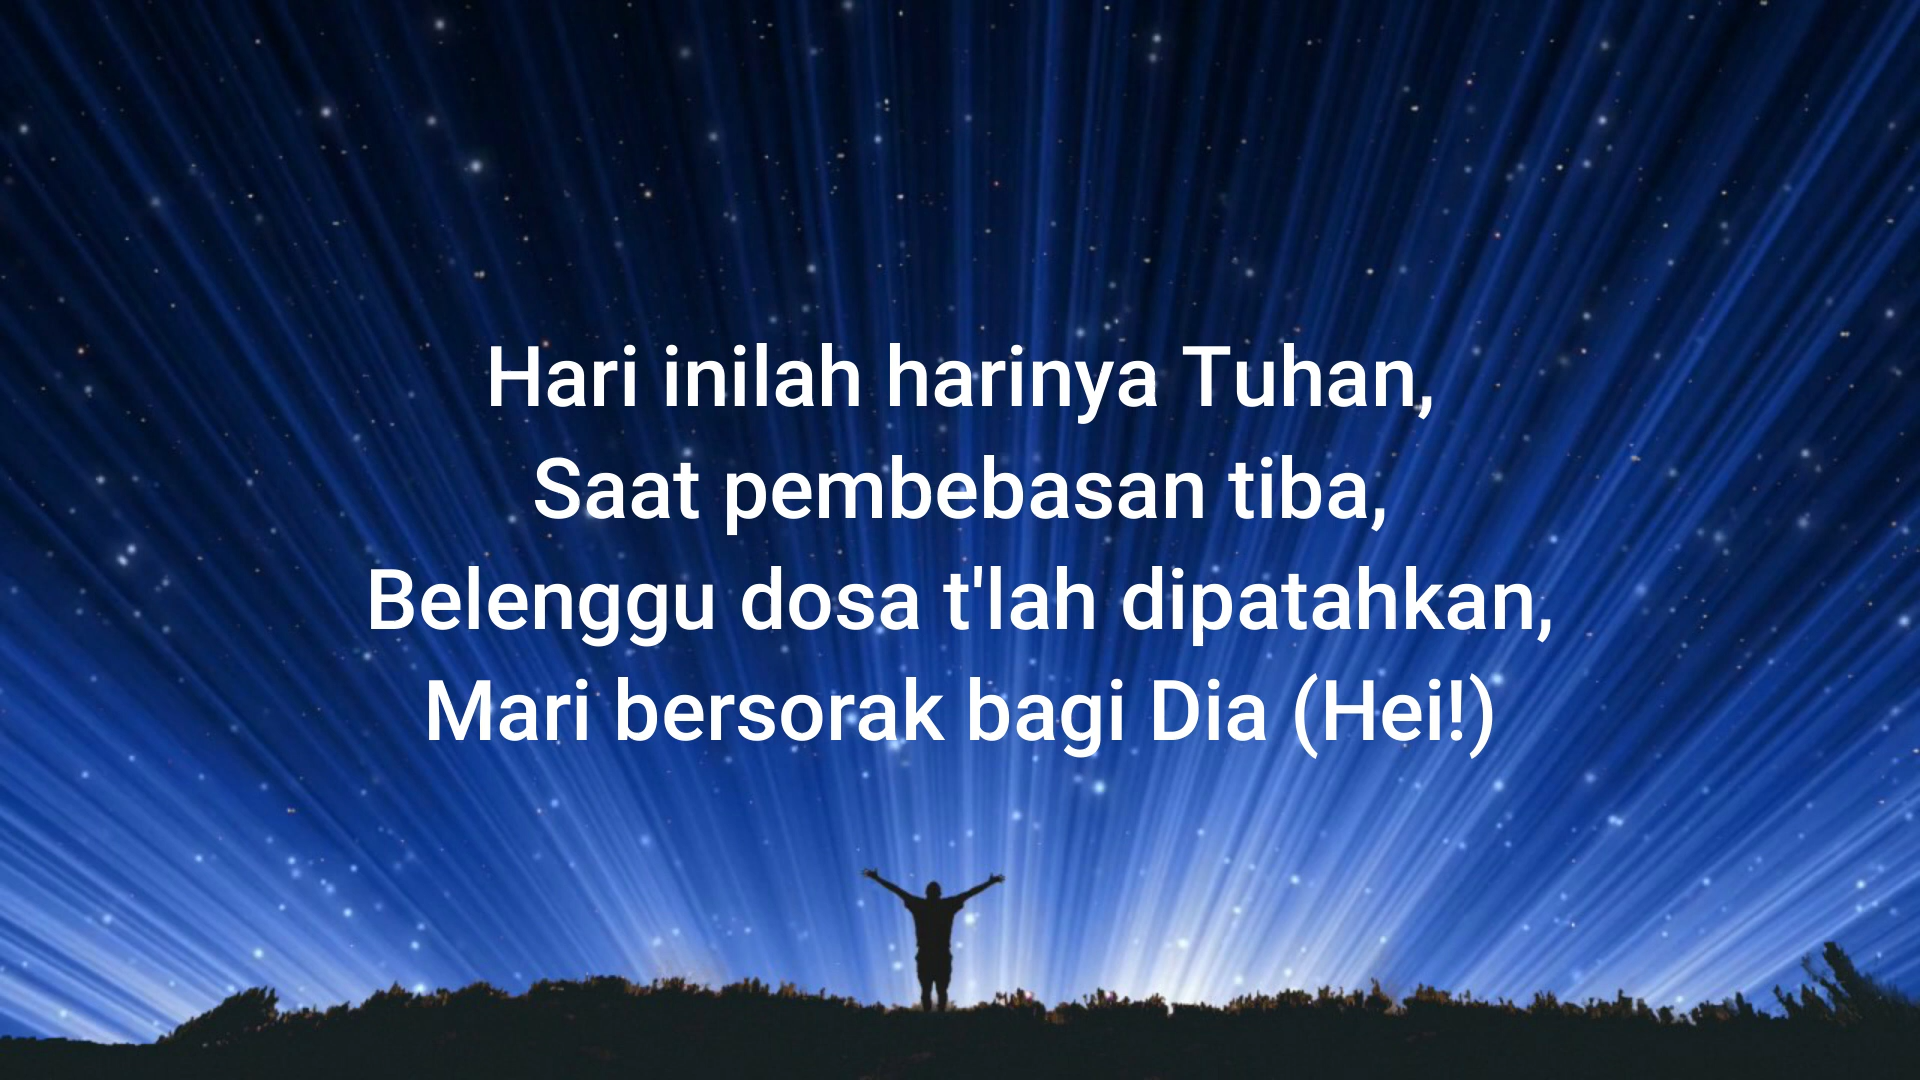 Hari inilah harinya Tuhan,
Saat pembebasan tiba,
Belenggu dosa t'lah dipatahkan,
Mari bersorak bagi Dia (Hei!)